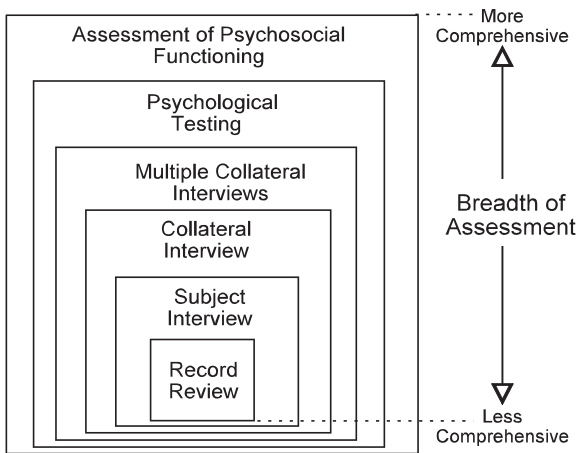 Assessment of Psychosocial
Functioning
Psychological
Testing
Multiple Collateral
Interviews
Collateral
Interview
Subject
Interview
Record
Review
More
Comprehensive
Breadth of
Assessment
Less
Comprehensive